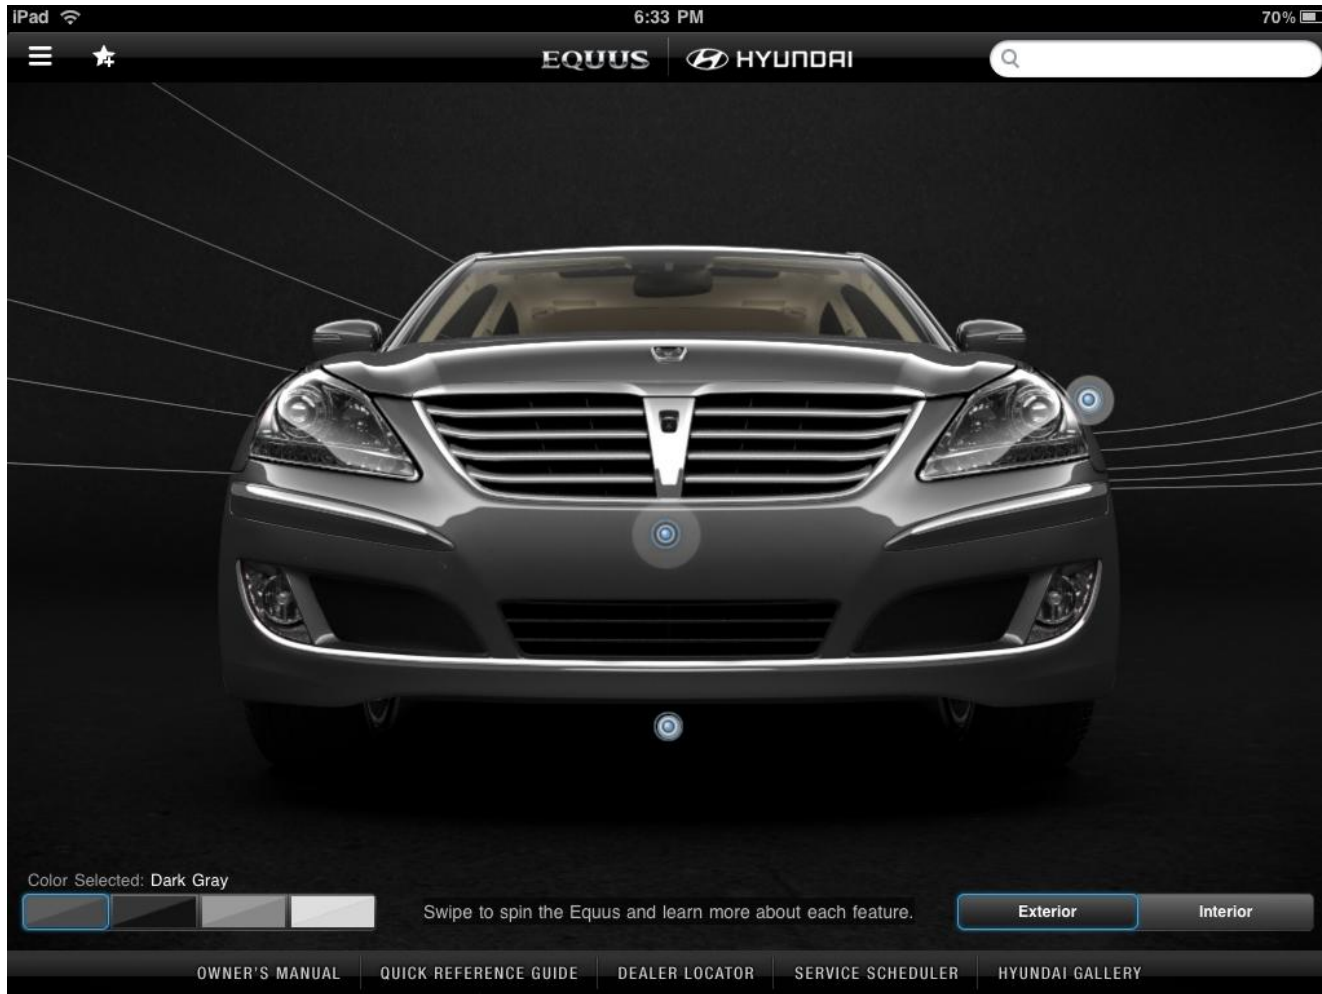 iPad 6:33 PM 70%
EQUUS HYUNDAI
Color Selected: Dark Gray
Swipe to spin the Equus and learn more about each feature.
Exterior Interior
OWNER'S MANUAL QUICK REFERENCE GUIDE DEALER LOCATOR SERVICE SCHEDULER HYUNDAI GALLERY